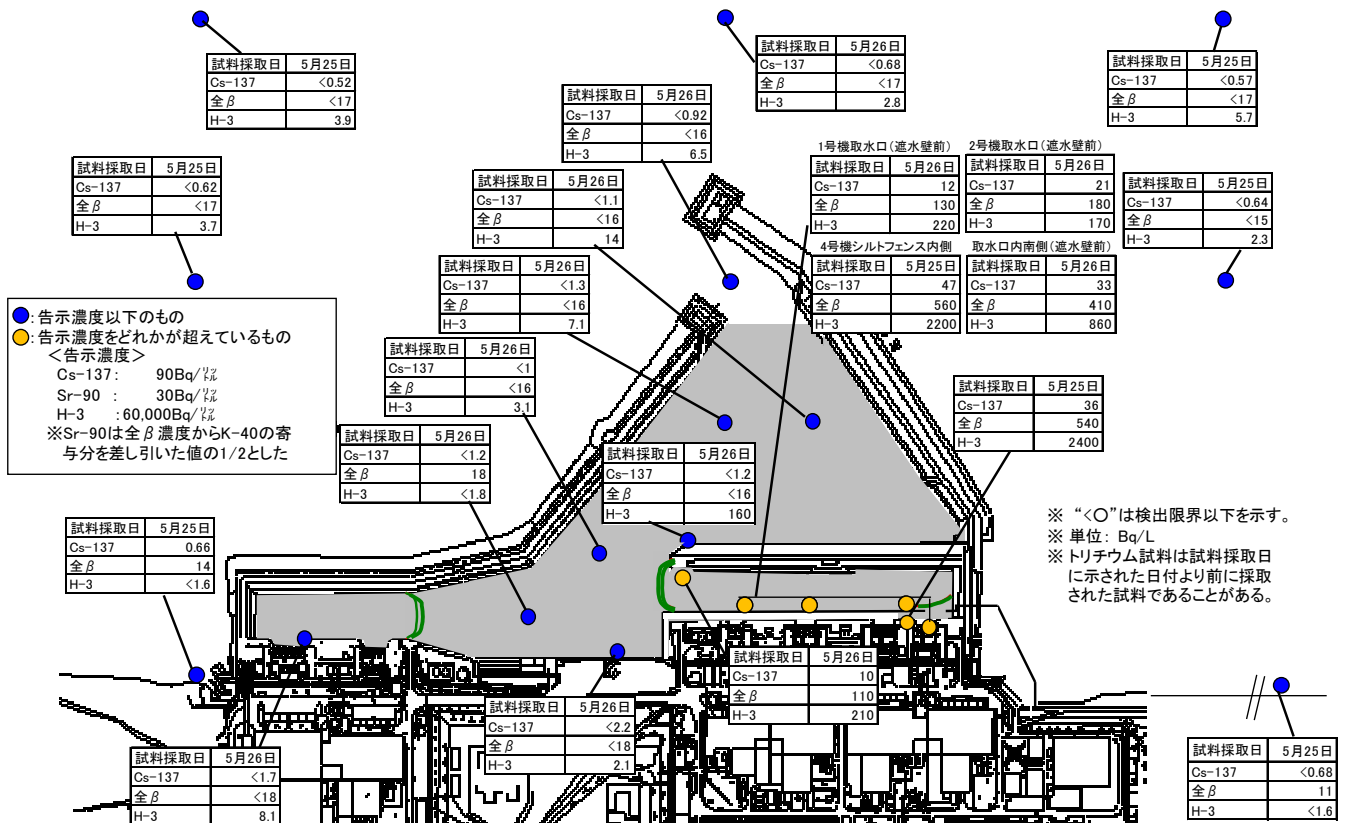 試料採取日 5月25日
Cs-137 <0.52
全β <17
H-3 3.9
試料採取日 5月26日
Cs-137 <0.68
全β <17
H-3 2.8
試料採取日 5月25日
Cs-137 <0.57
全β <17
H-3 5.7
試料採取日 5月26日
Cs-137 <0.92
全β <16
H-3 6.5
試料採取日 5月25日
Cs-137 <0.62
全β <17
H-3 3.7
試料採取日 5月26日
Cs-137 <1.1
全β <16
H-3 14
1号機取水口(遮水壁前)
試料採取日 5月26日
Cs-137 12
全β 130
H-3 220
2号機取水口(遮水壁前)
試料採取日 5月26日
Cs-137 21
全β 180
H-3 170
試料採取日 5月25日
Cs-137 <0.64
全β <15
H-3 2.3
4号機シルトフェンス内側
試料採取日 5月25日
Cs-137 47
全β 560
H-3 2200
取水口内南側(遮水壁前)
試料採取日 5月26日
Cs-137 33
全β 410
H-3 860
試料採取日 5月26日
Cs-137 <1.3
全β <16
H-3 7.1
:告示濃度以下のもの
:告示濃度をどれかが超えているもの
<告示濃度>
Cs-137: 90Bq/㍑
Sr-90 : 30Bq/㍑
H-3 :60,000Bq/㍑
※Sr-90は全β濃度からK-40の寄
与分を差し引いた値の1/2とした
試料採取日 5月26日
Cs-137 <1
全β <16
H-3 3.1
試料採取日 5月25日
Cs-137 36
全β 540
H-3 2400
試料採取日 5月26日
Cs-137 <1.2
全β 18
H-3 <1.8
試料採取日 5月26日
Cs-137 <1.2
全β <16
H-3 160
※ “<○”は検出限界以下を示す。
※ 単位: Bq/L
※ トリチウム試料は試料採取日
に示された日付より前に採取
された試料であることがある。
試料採取日 5月25日
Cs-137 0.66
全β 14
H-3 <1.6
試料採取日 5月26日
Cs-137 10
全β 110
H-3 210
試料採取日 5月26日
Cs-137 <2.2
全β <18
H-3 2.1
試料採取日 5月26日
Cs-137 <1.7
全β <18
H-3 8.1
試料採取日 5月25日
Cs-137 <0.68
全β 11
H-3 <1.6